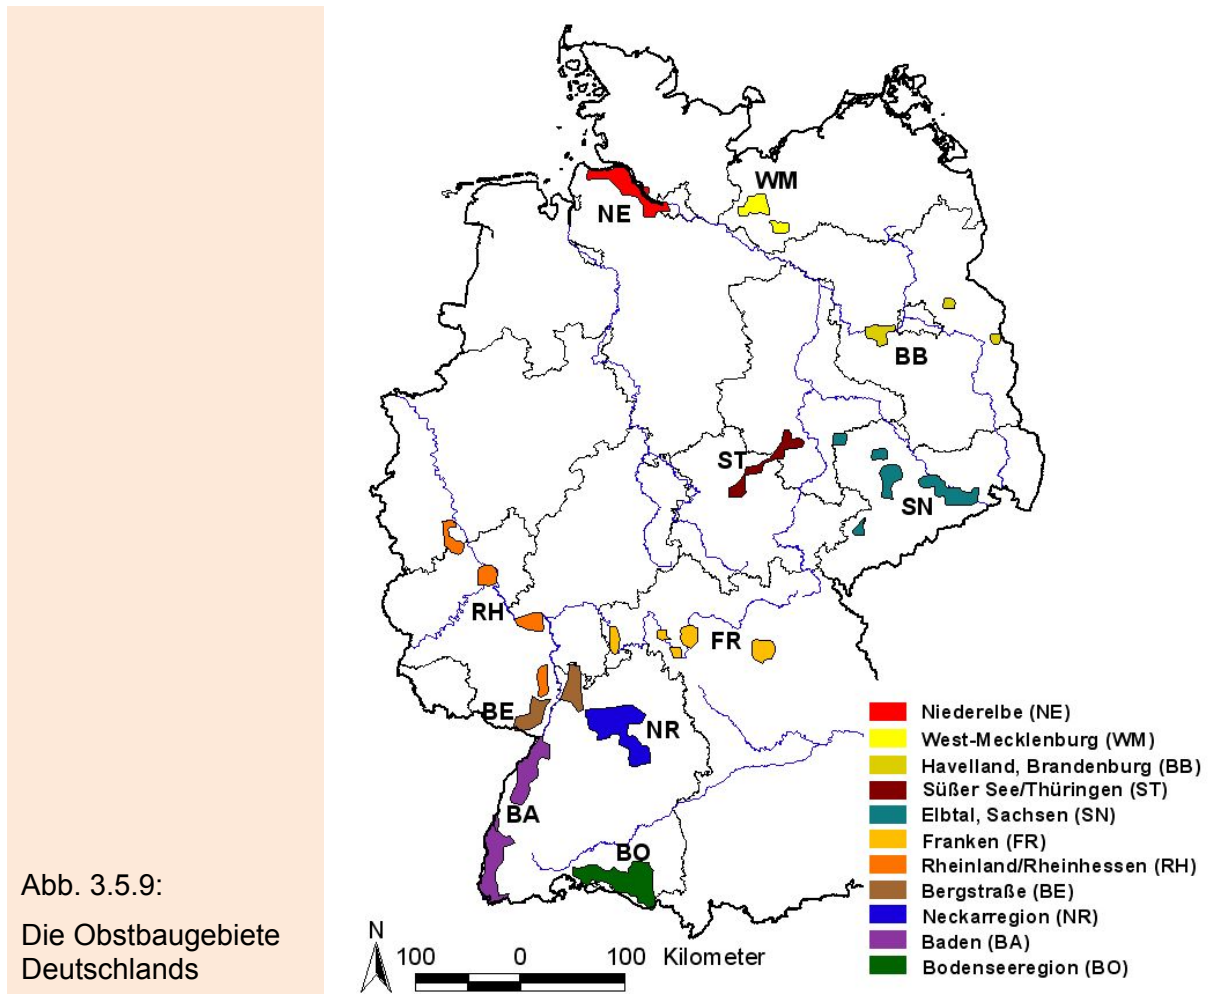 WM
NE
BB
ST
SN
RH
FR
BE
NR
BA
BO
Niederelbe (NE)
West-Mecklenburg (WM)
Havelland, Brandenburg (BB)
Süßer See/Thüringen (ST)
Elbtal, Sachsen (SN)
Franken (FR)
Rheinland/Rheinhessen (RH)
Bergstraße (BE)
Neckarregion (NR)
Baden (BA)
Bodenseeregion (BO)
Abb. 3.5.9:
Die Obstbaugebiete
Deutschlands
N
100 0 100 Kilometer